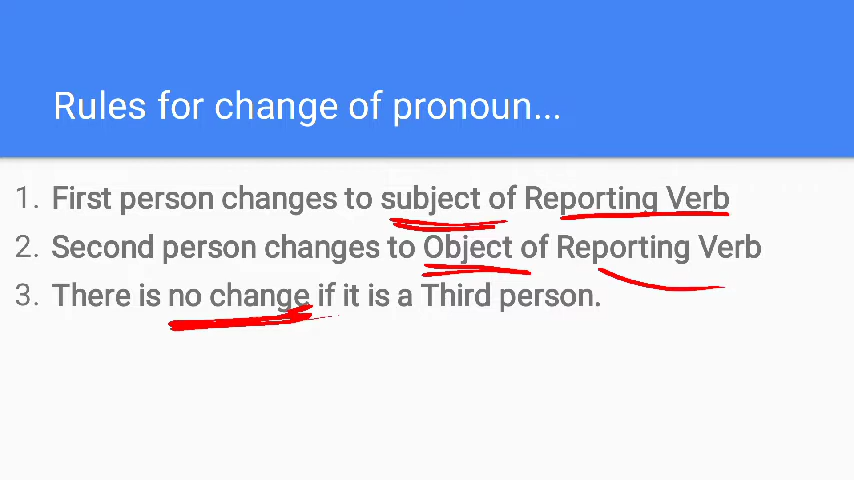 Rules for change of pronoun...
1. First person changes to subject of Reporting Verb
2. Second person changes to Object of Reporting Verb
3. There is no change if it is a Third person.